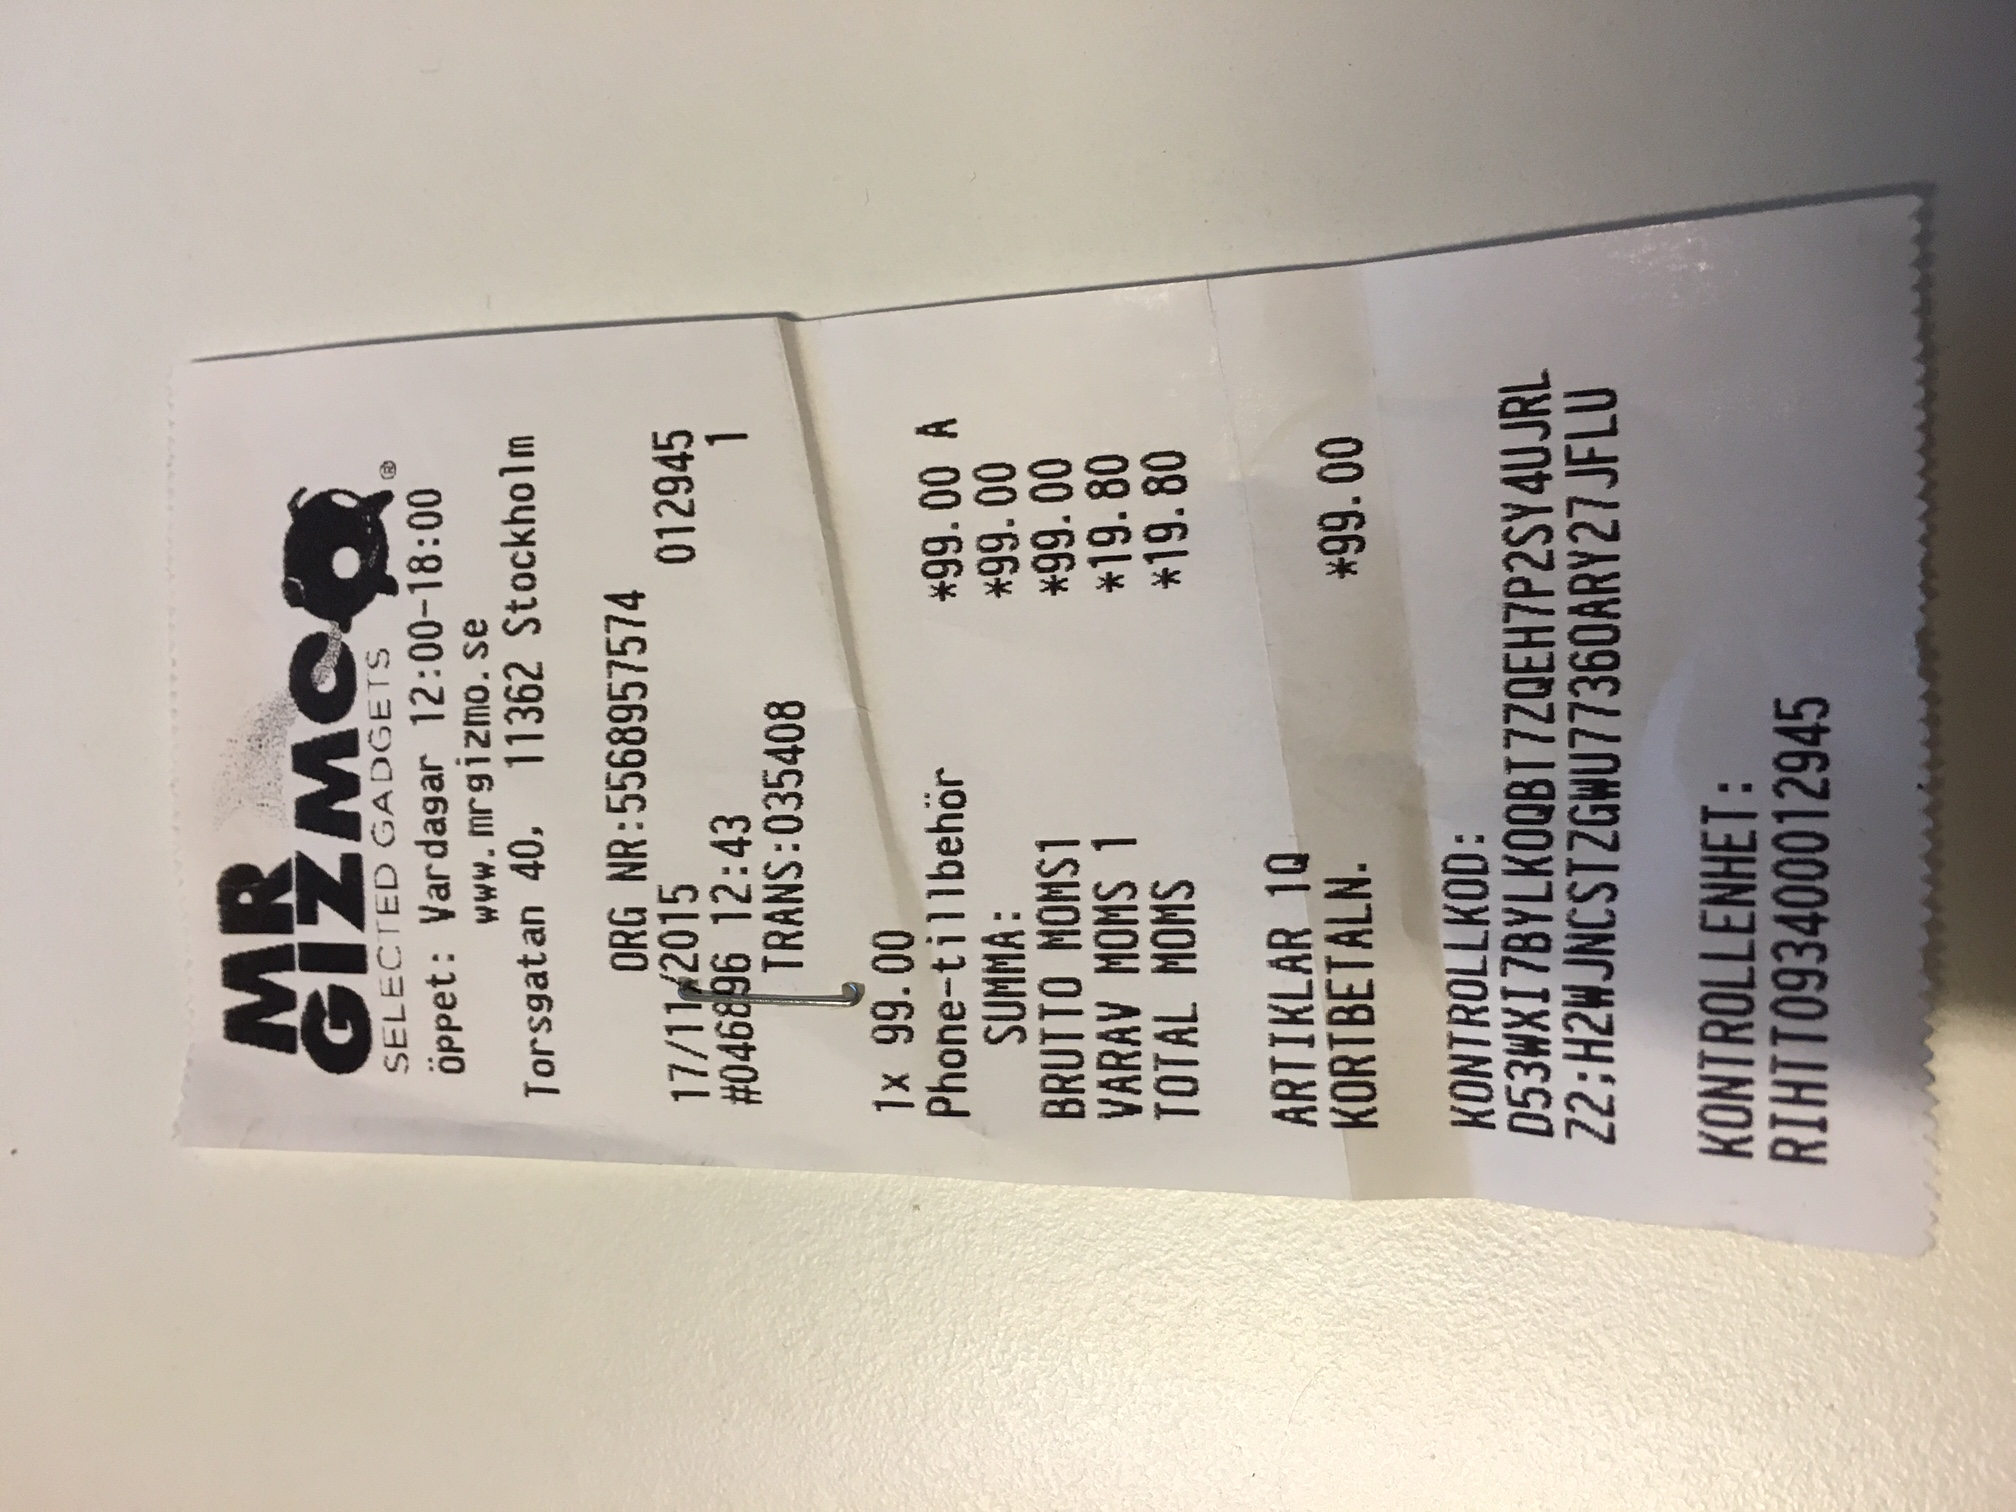 MR
GIZMO
SELECTED GADGETS ®
öppet: Vardagar 12:00-18:00
www.mrgizmo.se
Torsgatan 40, 11362 Stockholm
ORG NR:5568957574
17/11/2015 012945
#046896 12:43 1
TRANS:035408
1x 99.00
Phone-tillbehör *99.00 A
SUMMA: *99.00
BRUTTO MOMS1 *99.00
VARAV MOMS 1 *19.80
TOTAL MOMS *19.80
ARTIKLAR 1Q
KORTBETALN. *99.00
KONTROLLKOD:
D53WXI7BYLKOQBT7ZQEH7P2SY4UJRL
Z2;H2WJNCSTZGWU77360ARY27JFLU
KONTROLLENHET:
RIHTT093400012945